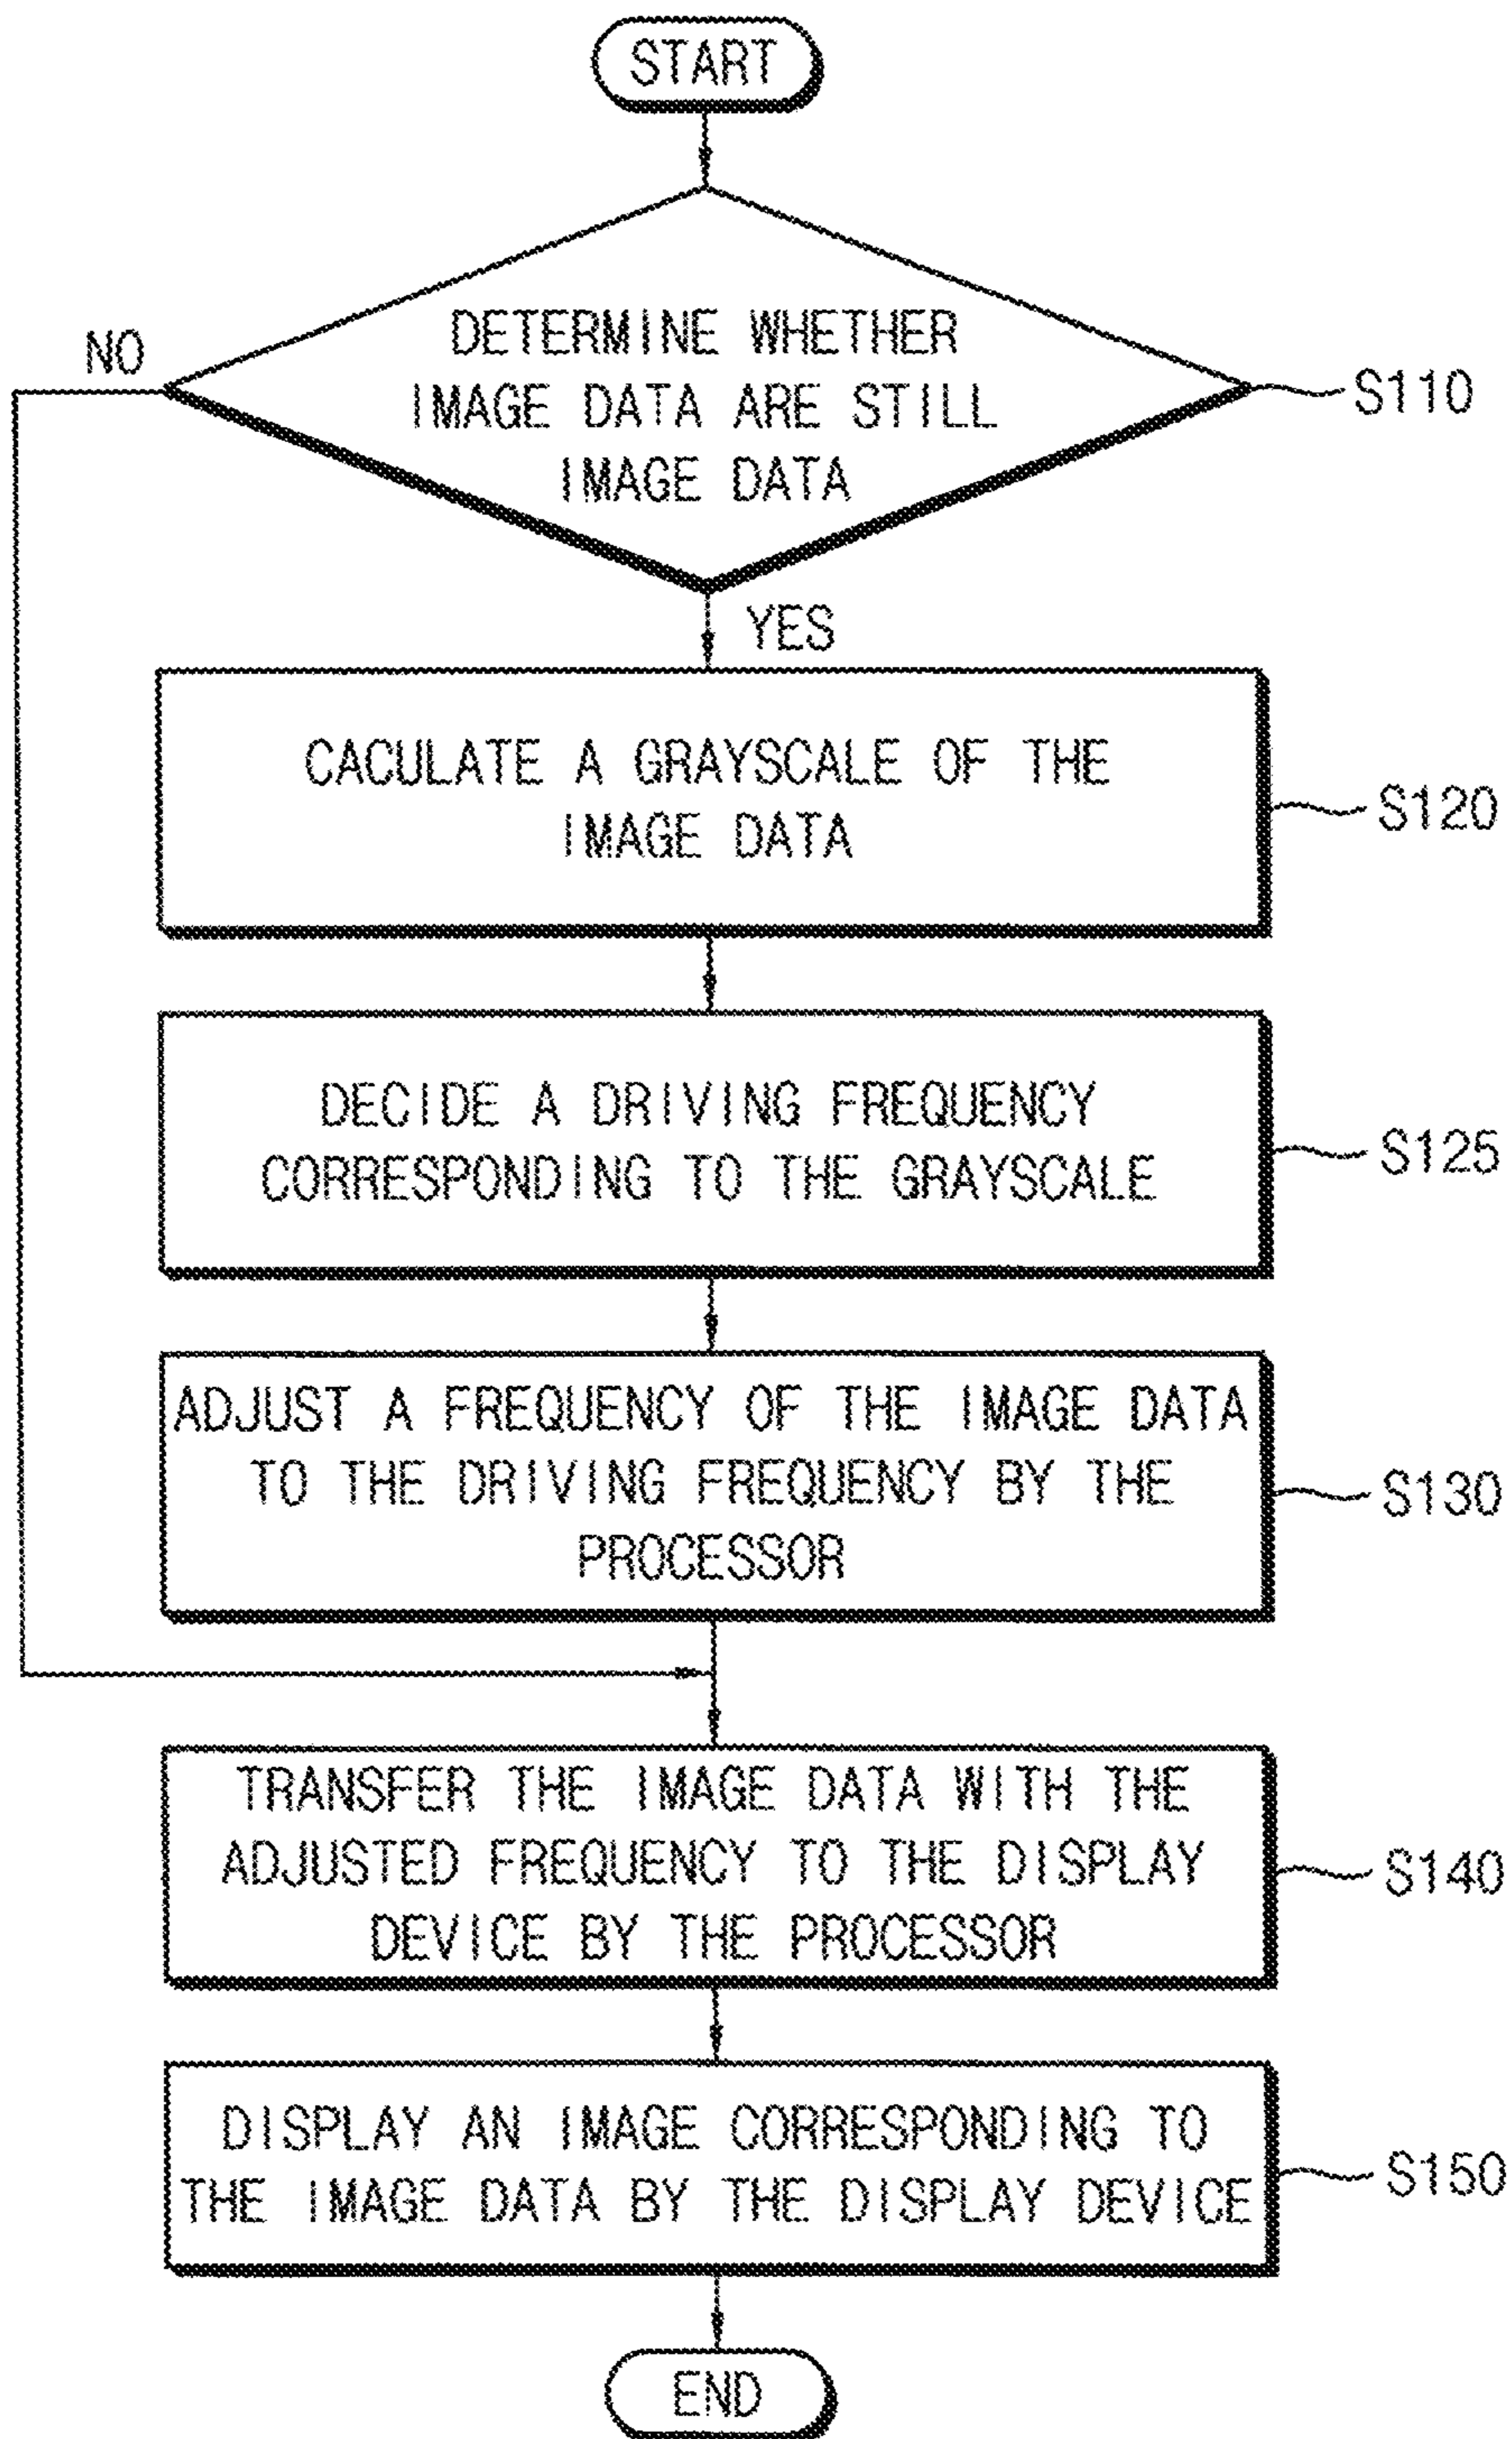 START
DETERMINE WHETHER
IMAGE DATA ARE STILL
IMAGE DATA
NO
S110
YES
CACULATE A GRAYSCALE OF THE
IMAGE DATA
S120
DECIDE A DRIVING FREQUENCY
CORRESPONDING TO THE GRAYSCALE
S125
ADJUST A FREQUENCY OF THE IMAGE DATA
TO THE DRIVING FREQUENCY BY THE
PROCESSOR
S130
TRANSFER THE IMAGE DATA WITH THE
ADJUSTED FREQUENCY TO THE DISPLAY
DEVICE BY THE PROCESSOR
S140
DISPLAY AN IMAGE CORRESPONDING TO
THE IMAGE DATA BY THE DISPLAY DEVICE
S150
END